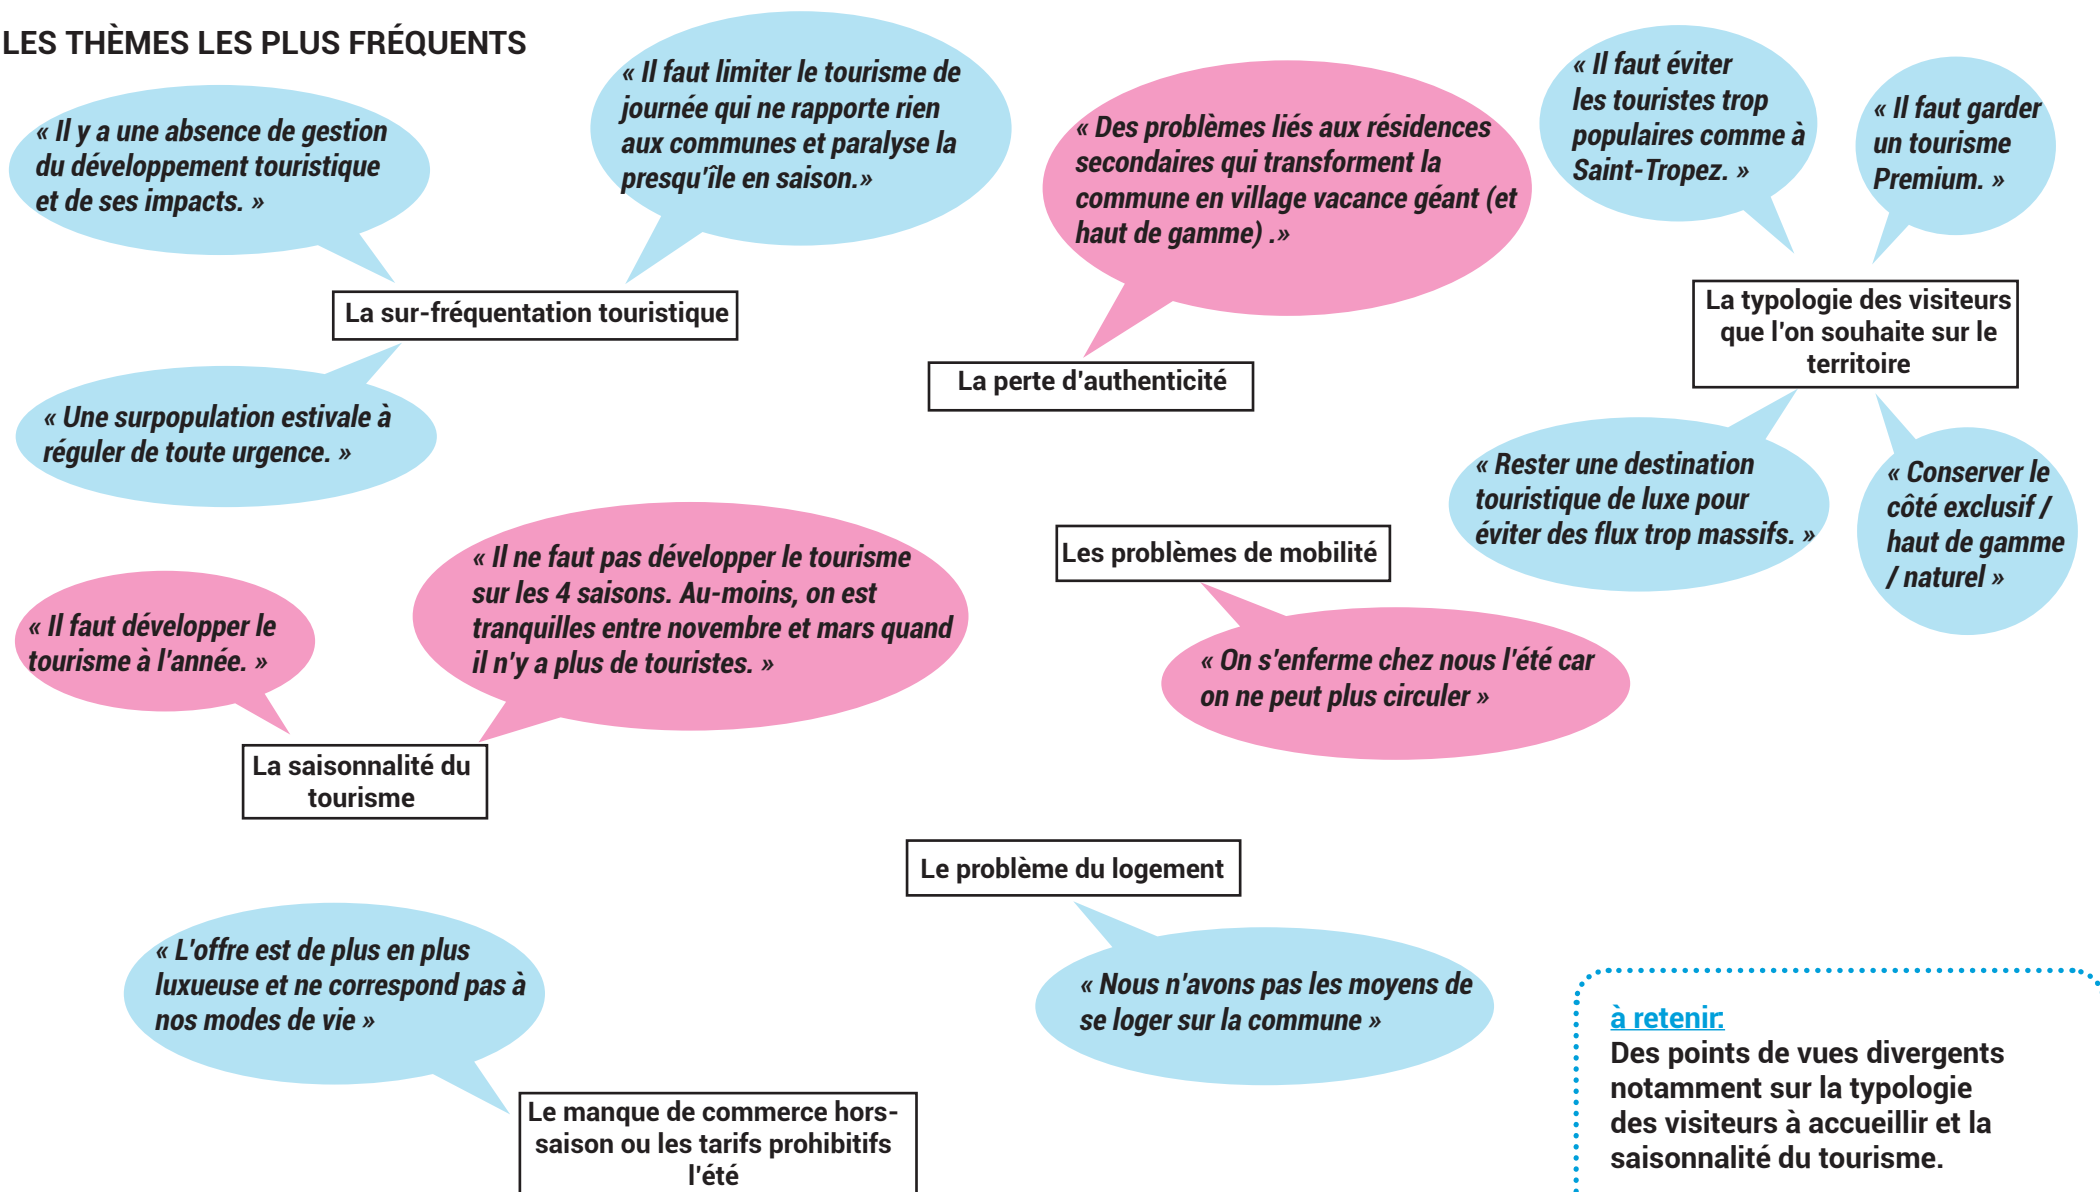 LES THÈMES LES PLUS FRÉQUENTS
« Il y a une absence de gestion
du développement touristique
et de ses impacts. »
« Il faut limiter le tourisme de
journée qui ne rapporte rien
aux communes et paralyse la
presqu'île en saison.»
La sur-fréquentation touristique
« Une surpopulation estivale à
réguler de toute urgence. »
« Des problèmes liés aux résidences
secondaires qui transforment la
commune en village vacance géant (et
haut de gamme) .»
La perte d'authenticité
« Il faut éviter
les touristes trop
populaires comme à
Saint-Tropez. »
« Il faut garder
un tourisme
Premium. »
La typologie des visiteurs
que l'on souhaite sur le
territoire
« Rester une destination
touristique de luxe pour
éviter des flux trop massifs. »
« Conserver le
côté exclusif /
haut de gamme
/ naturel »
« Il faut développer le
tourisme à l'année. »
« Il ne faut pas développer le tourisme
sur les 4 saisons. Au-moins, on est
tranquilles entre novembre et mars quand
il n'y a plus de touristes. »
La saisonnalité du
tourisme
Les problèmes de mobilité
« On s'enferme chez nous l'été car
on ne peut plus circuler »
Le problème du logement
« Nous n'avons pas les moyens de
se loger sur la commune »
« L'offre est de plus en plus
luxueuse et ne correspond pas à
nos modes de vie »
Le manque de commerce hors-
saison ou les tarifs prohibitifs
l'été
à retenir:
Des points de vues divergents
notamment sur la typologie
des visiteurs à accueillir et la
saisonnalité du tourisme.